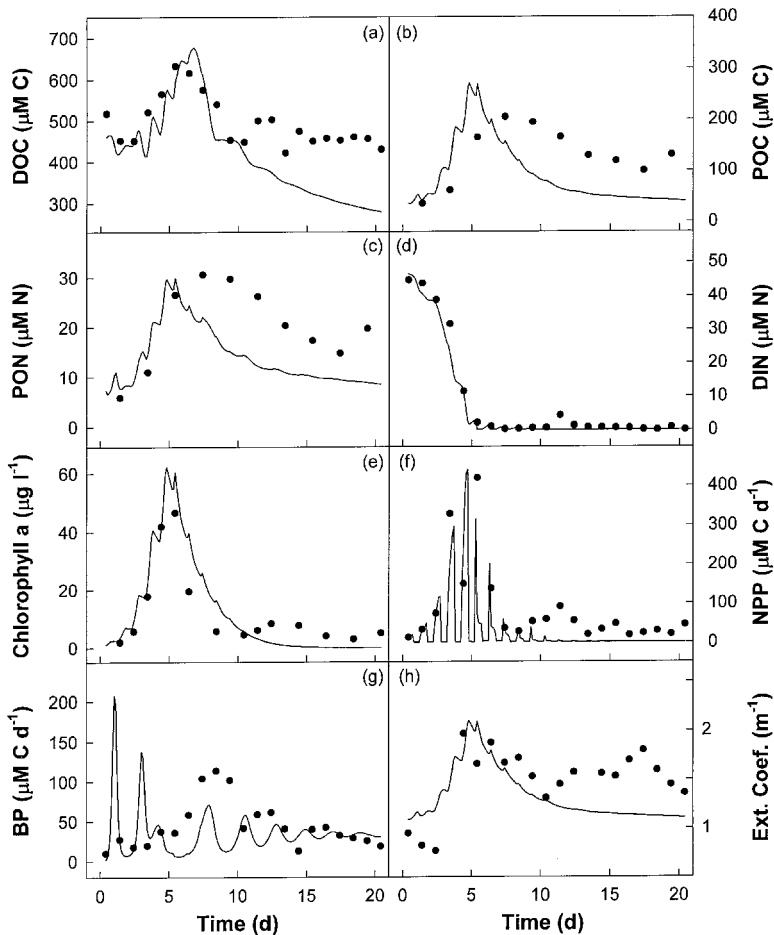 (a)
700
600
500
400
300
DOC (µM C)
(b)
400
300
200
100
0
POC (µM C)
(c)
30
20
10
0
PON (µM N)
(d)
50
40
30
20
10
0
DIN (µM N)
(e)
60
40
20
0
Chlorophyll a (µg l⁻¹)
(f)
400
300
200
100
0
NPP (µM C d⁻¹)
(g)
200
150
100
50
0
BP (µM C d⁻¹)
0 5 10 15 20
Time (d)
(h)
2
1
Ext. Coef. (m⁻¹)
0 5 10 15 20
Time (d)